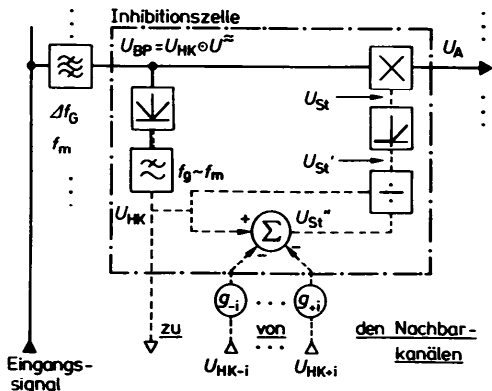 Inhibitionszelle
U_BP = U_HK ⊙ U^≈
U_A
Δf_G
f_m
U_St
U_St'
f_g ~ f_m
U_HK
+
Σ
U_St''
−
−
g_-i
g_+i
zu
von
den Nachbar-
kanälen
Eingangs-
signal
U_HK-i
U_HK+i